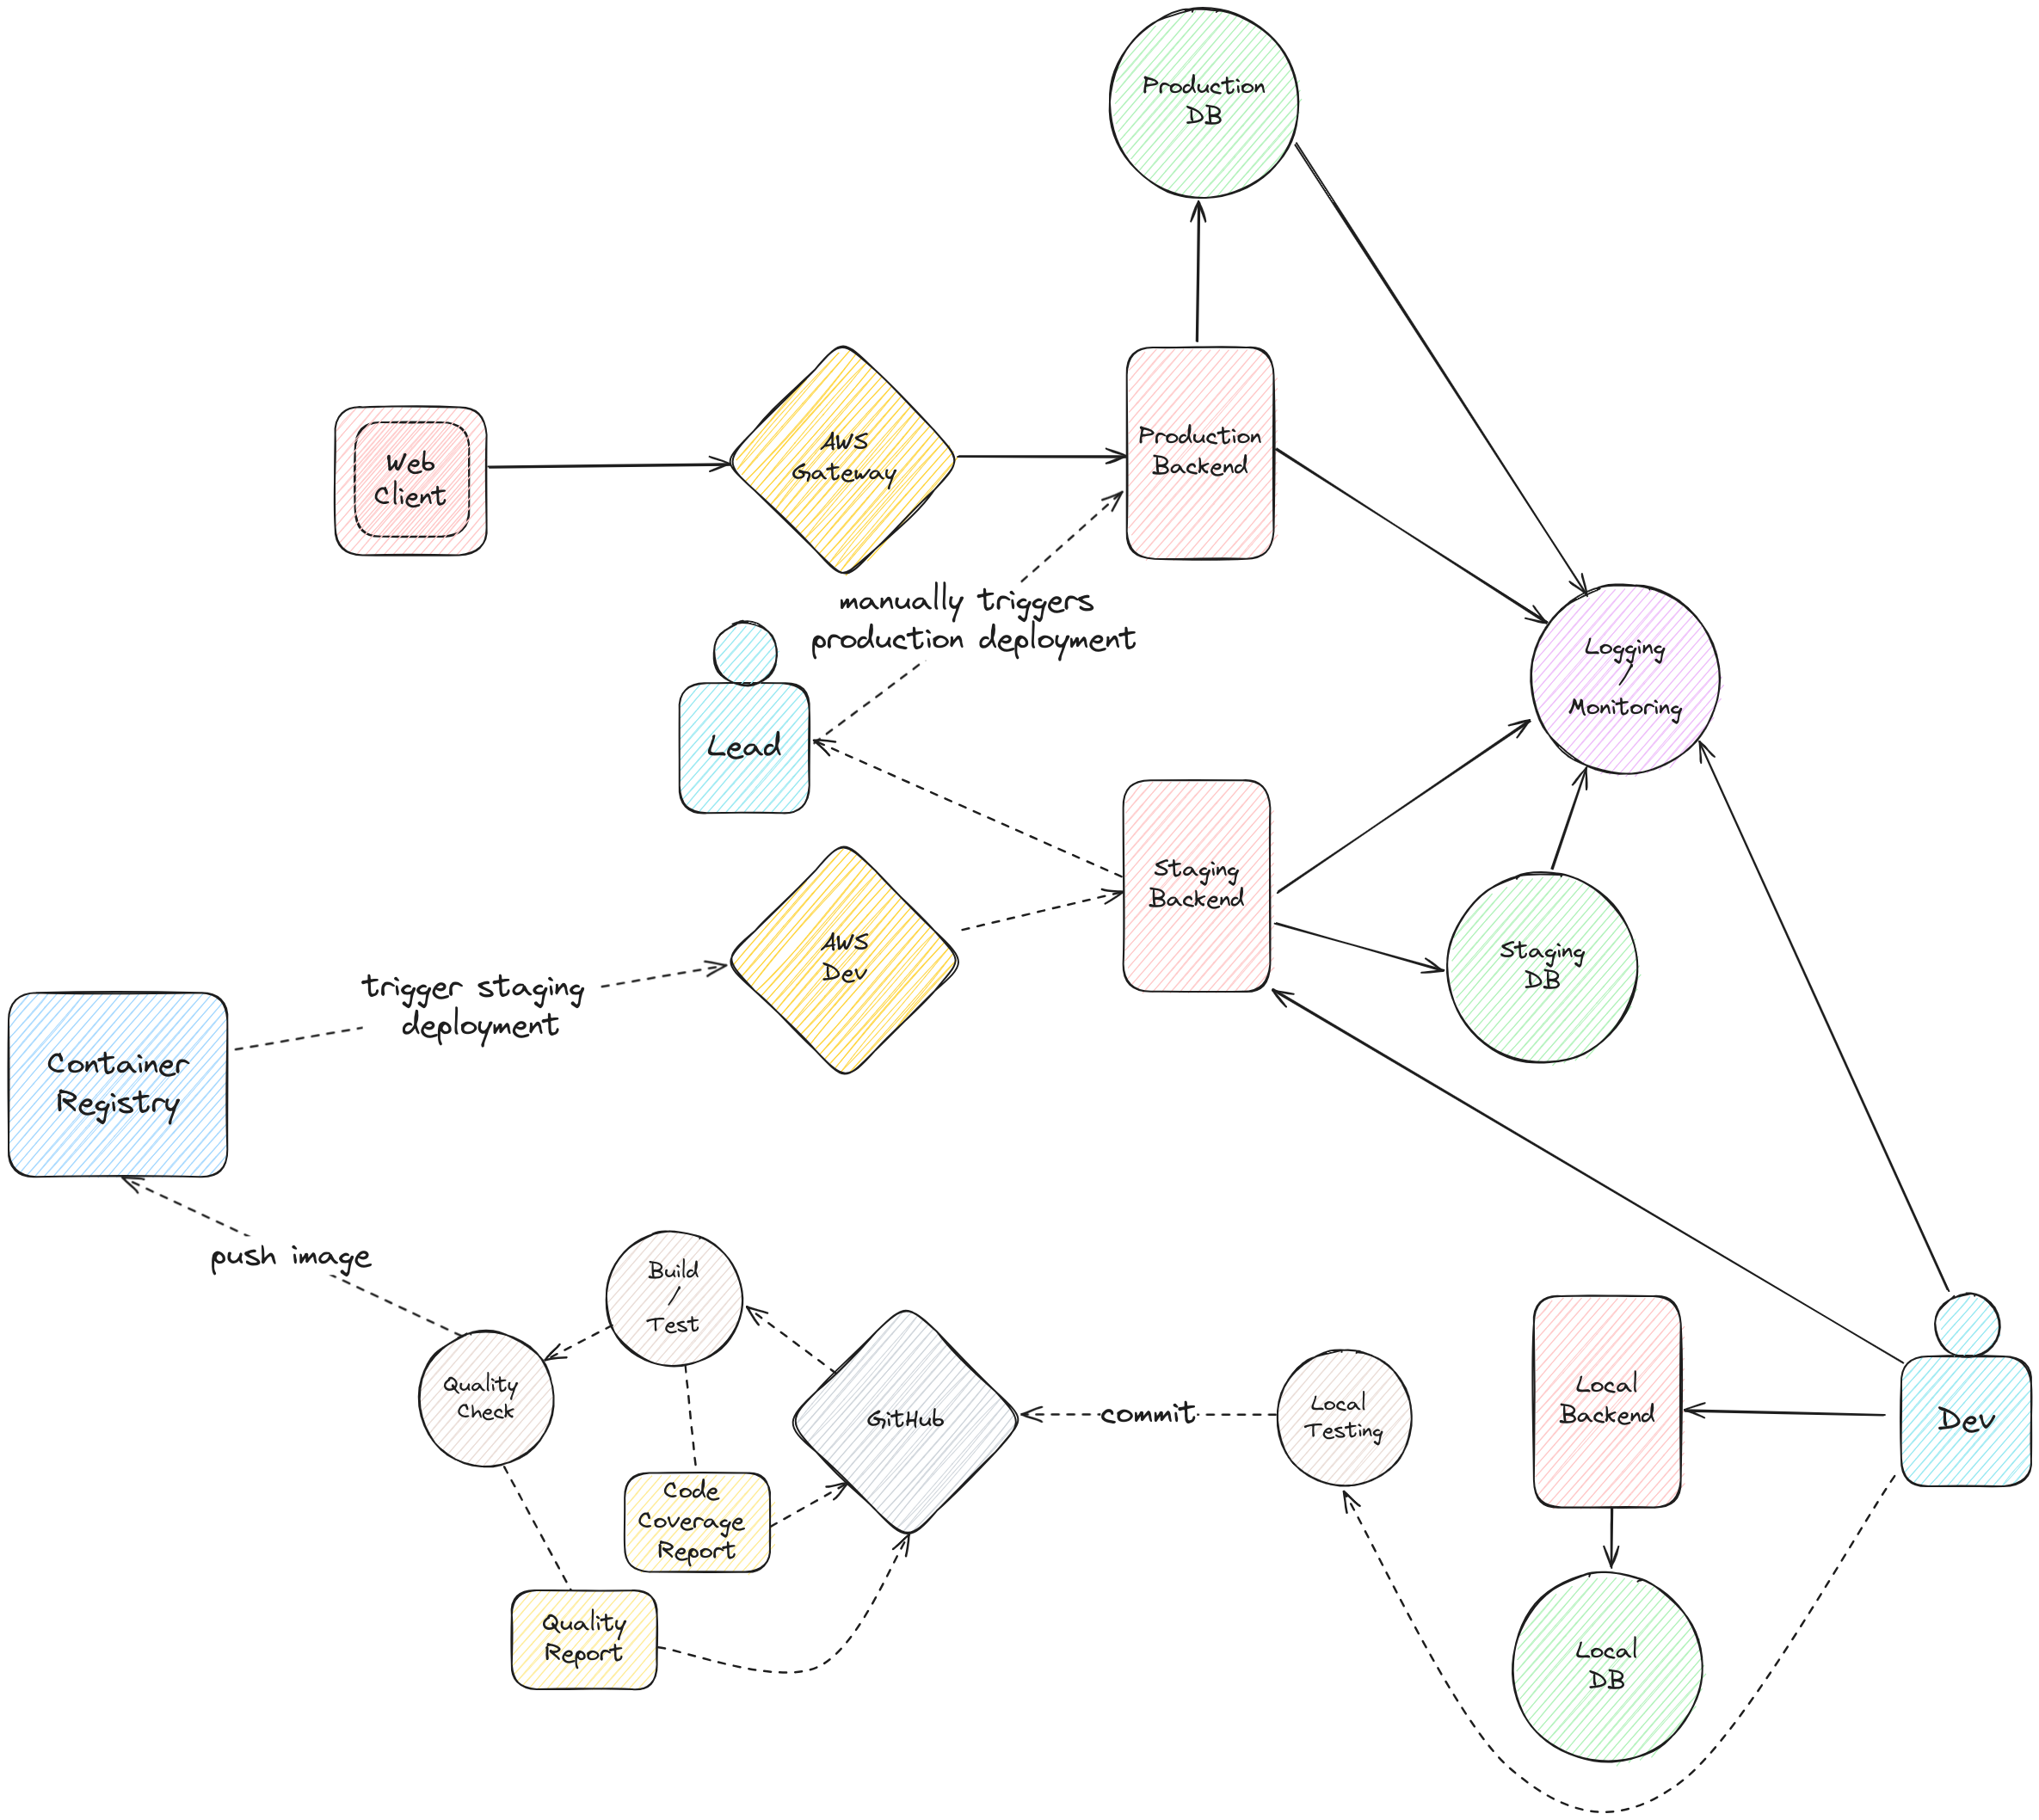 Production
DB
Web
Client
AWS
Gateway
Production
Backend
manually triggers
production deployment
Lead
Logging
/
Monitoring
Staging
Backend
AWS
Dev
Staging
DB
trigger staging
deployment
Container
Registry
push image
Build
/
Test
Quality
Check
GitHub
commit
Local
Testing
Local
Backend
Dev
Code
Coverage
Report
Quality
Report
Local
DB